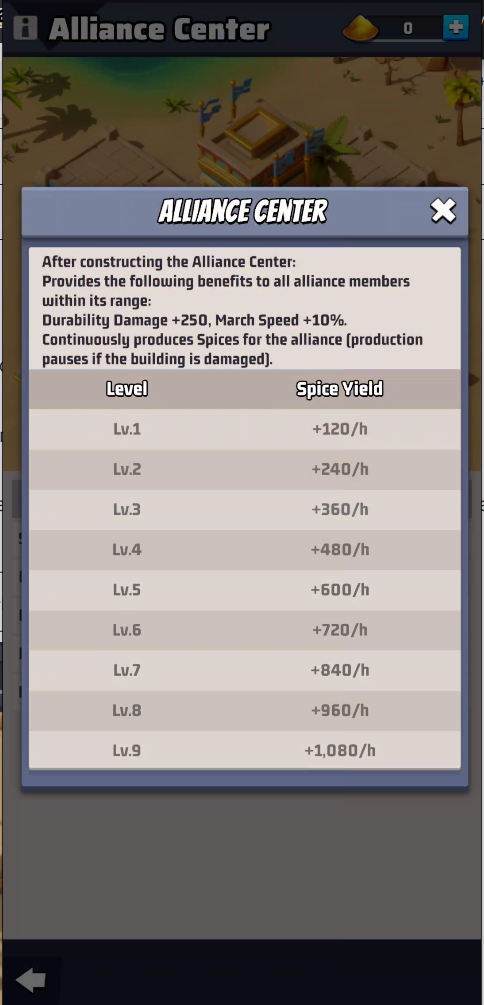 Alliance Center
0
ALLIANCE CENTER
After constructing the Alliance Center:
Provides the following benefits to all alliance members
within its range:
Durability Damage +250, March Speed +10%.
Continuously produces Spices for the alliance (production
pauses if the building is damaged).
Level Spice Yield
Lv.1 +120/h
Lv.2 +240/h
Lv.3 +360/h
Lv.4 +480/h
Lv.5 +600/h
Lv.6 +720/h
Lv.7 +840/h
Lv.8 +960/h
Lv.9 +1,080/h